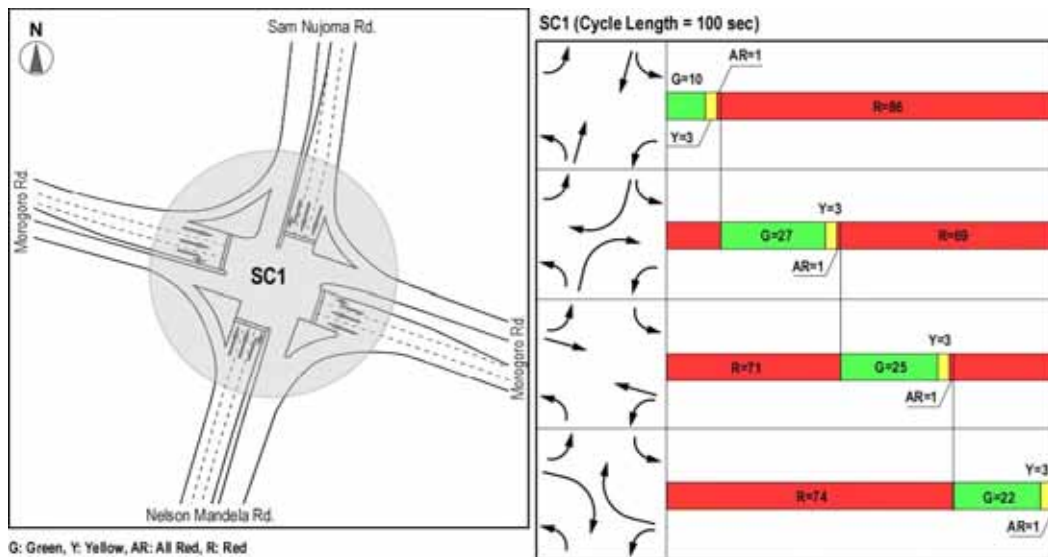 SC1 (Cycle Length = 100 sec)
N
Sam Nujoma Rd.
Morogoro Rd.
SC1
Morogoro Rd.
Nelson Mandela Rd.
G: Green, Y: Yellow, AR: All Red, R: Red
AR=1
G=10
R=86
Y=3
Y=3
G=27
R=69
AR=1
Y=3
R=71
G=25
AR=1
Y=3
R=74
G=22
AR=1